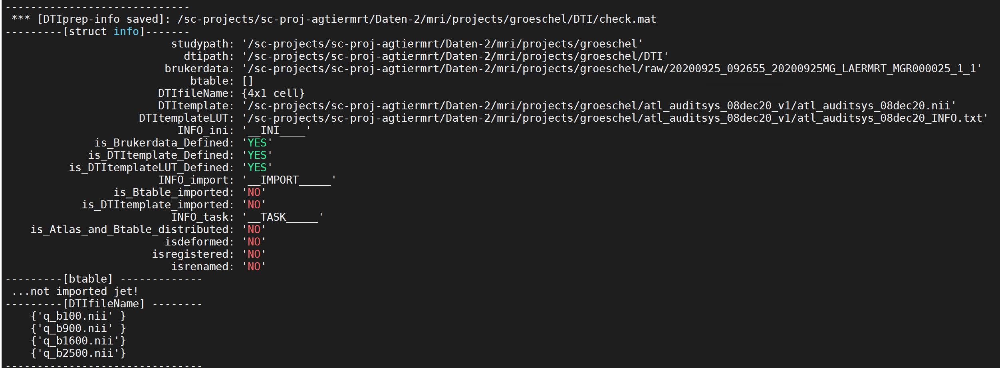 -----------------------------
*** [DTIprep-info saved]: /sc-projects/sc-proj-agtiermrt/Daten-2/mri/projects/groeschel/DTI/check.mat
---------[struct info]-------
studypath: '/sc-projects/sc-proj-agtiermrt/Daten-2/mri/projects/groeschel'
dtipath: '/sc-projects/sc-proj-agtiermrt/Daten-2/mri/projects/groeschel/DTI'
brukerdata: '/sc-projects/sc-proj-agtiermrt/Daten-2/mri/projects/groeschel/raw/20200925_092655_20200925MG_LAERMRT_MGR000025_1_1'
btable: []
DTIfileName: {4x1 cell}
DTItemplate: '/sc-projects/sc-proj-agtiermrt/Daten-2/mri/projects/groeschel/atl_auditsys_08dec20_v1/atl_auditsys_08dec20.nii'
DTItemplateLUT: '/sc-projects/sc-proj-agtiermrt/Daten-2/mri/projects/groeschel/atl_auditsys_08dec20_v1/atl_auditsys_08dec20_INFO.txt'
INFO_ini: '__INI____'
is_Brukerdata_Defined: 'YES'
is_DTItemplate_Defined: 'YES'
is_DTItemplateLUT_Defined: 'YES'
INFO_import: '__IMPORT_____'
is_Btable_imported: 'NO'
is_DTItemplate_imported: 'NO'
INFO_task: '__TASK_____'
is_Atlas_and_Btable_distributed: 'NO'
isdeformed: 'NO'
isregistered: 'NO'
isrenamed: 'NO'
---------[btable] -------------
...not imported jet!
---------[DTIfileName] --------
{'q_b100.nii' }
{'q_b900.nii' }
{'q_b1600.nii'}
{'q_b2500.nii'}
-------------------------------